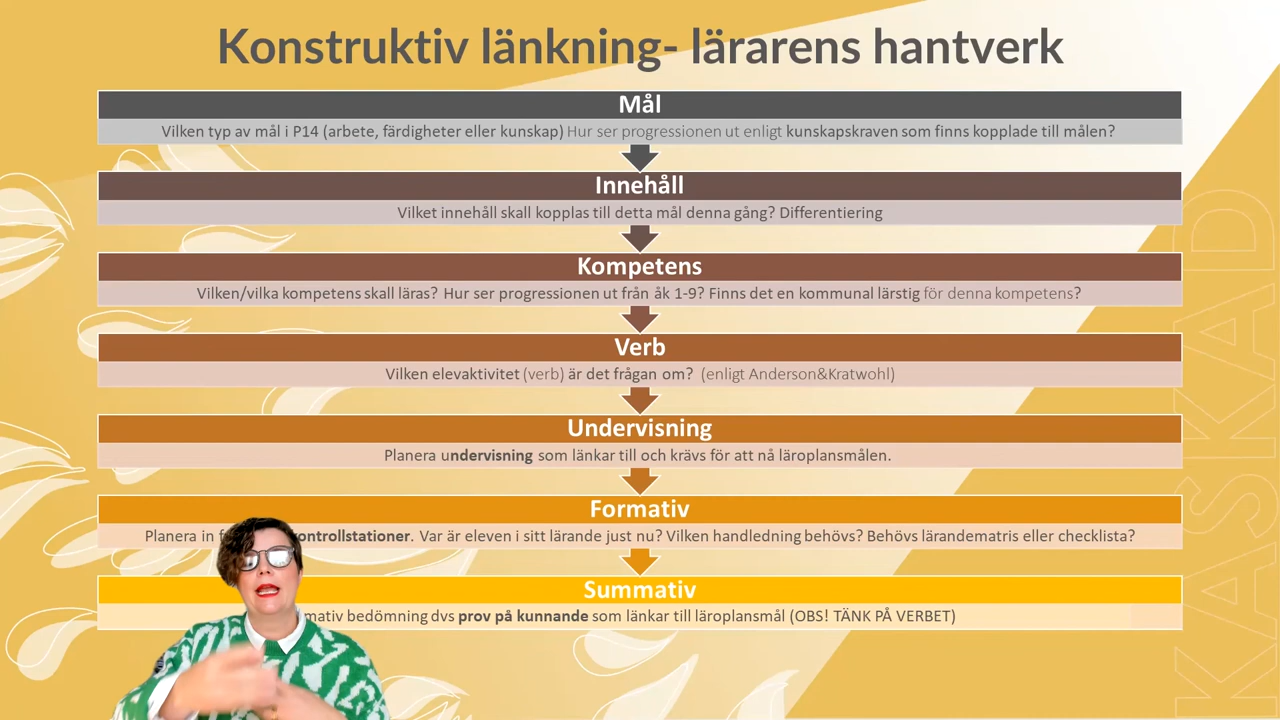 Konstruktiv länkning- lärarens hantverk
Mål
Vilken typ av mål i P14 (arbete, färdigheter eller kunskap) Hur ser progressionen ut enligt kunskapskraven som finns kopplade till målen?
Innehåll
Vilket innehåll skall kopplas till detta mål denna gång? Differentiering
Kompetens
Vilken/vilka kompetens skall läras? Hur ser progressionen ut från åk 1-9? Finns det en kommunal lärstig för denna kompetens?
Verb
Vilken elevaktivitet (verb) är det frågan om? (enligt Anderson&Kratwohl)
Undervisning
Planera undervisning som länkar till och krävs för att nå läroplansmålen.
Formativ
Planera in kontrollstationer. Var är eleven i sitt lärande just nu? Vilken handledning behövs? Behövs lärandematris eller checklista?
Summativ
bedömning dvs prov på kunnande som länkar till läroplansmål (OBS! TÄNK PÅ VERBET)
KASKAD